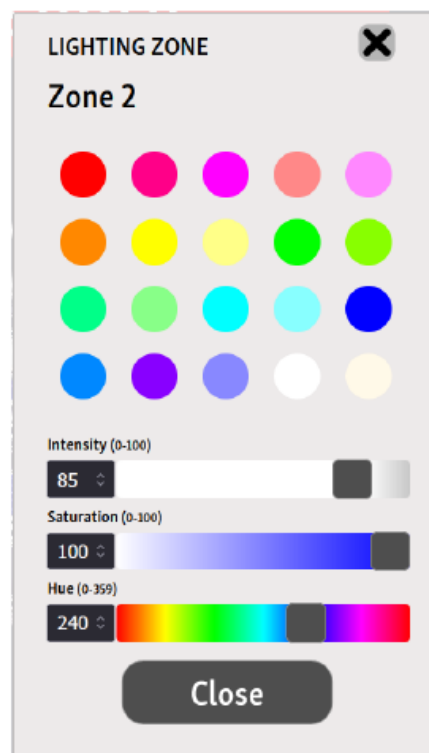 LIGHTING ZONE
Zone 2
Intensity (0-100)
85
Saturation (0-100)
100
Hue (0-359)
240
Close